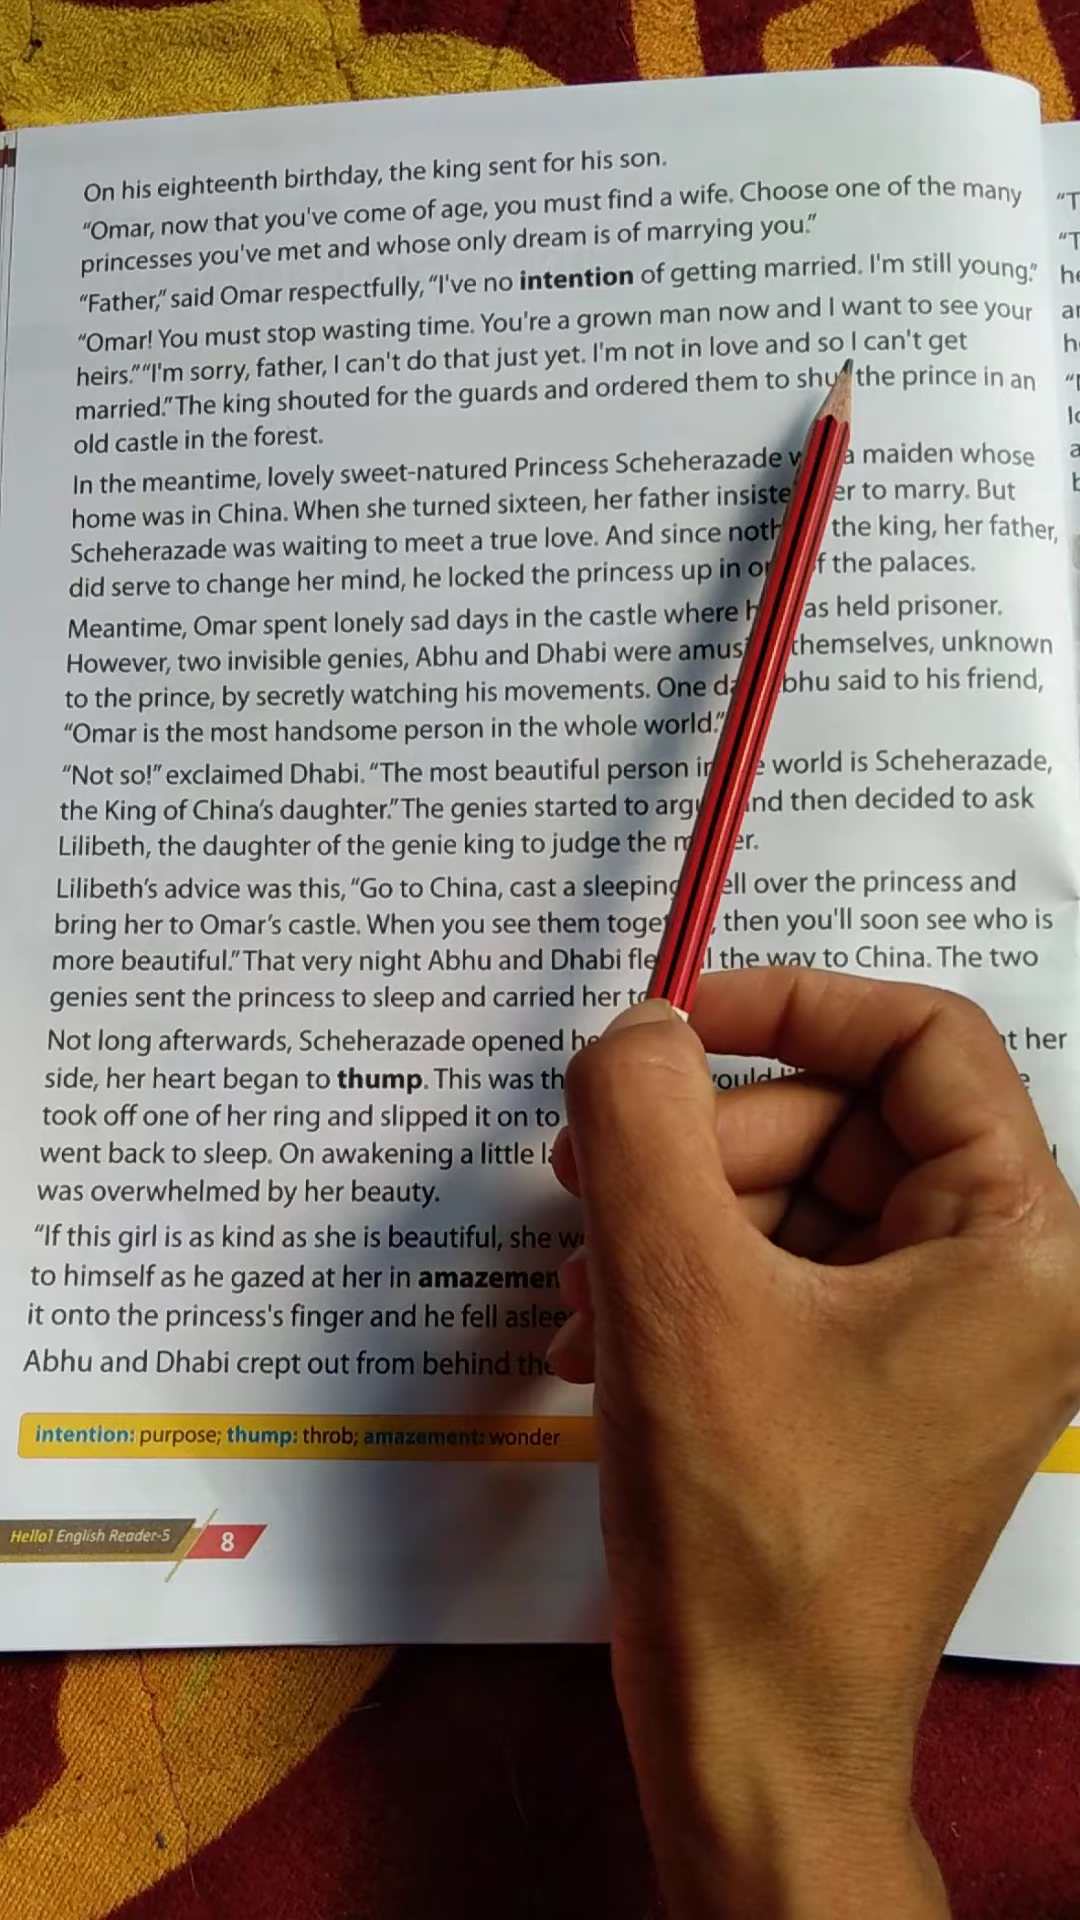 On his eighteenth birthday, the king sent for his son.
“Omar, now that you've come of age, you must find a wife. Choose one of the many
princesses you've met and whose only dream is of marrying you.”
“Father,” said Omar respectfully, “I've no intention of getting married. I'm still young.”
“Omar! You must stop wasting time. You're a grown man now and I want to see your
heirs.” “I'm sorry, father, I can't do that just yet. I'm not in love and so I can't get
married.” The king shouted for the guards and ordered them to the prince in an
old castle in the forest.
In the meantime, lovely sweet-natured Princess Scheherazade a maiden whose
home was in China. When she turned sixteen, her father to marry. But
Scheherazade was waiting to meet a true love. And since the king, her father,
did serve to change her mind, he locked the princess up in the palaces.
Meantime, Omar spent lonely sad days in the castle where held prisoner.
However, two invisible genies, Abhu and Dhabi were themselves, unknown
to the prince, by secretly watching his movements. One said to his friend,
“Omar is the most handsome person in the whole world.”
“Not so!” exclaimed Dhabi. “The most beautiful person world is Scheherazade,
the King of China's daughter.” The genies started to and then decided to ask
Lilibeth, the daughter of the genie king to judge the
Lilibeth's advice was this, “Go to China, cast a sleeping over the princess and
bring her to Omar's castle. When you see them then you'll soon see who is
more beautiful.” That very night Abhu and Dhabi the way to China. The two
genies sent the princess to sleep and carried her
Not long afterwards, Scheherazade opened her
side, her heart began to thump. This was
took off one of her ring and slipped it on to
went back to sleep. On awakening a little
was overwhelmed by her beauty.
“If this girl is as kind as she is beautiful, she
to himself as he gazed at her in
it onto the princess's finger and he fell
Abhu and Dhabi crept out from behind
intention: purpose; thump: throb; amazement: wonder
Hello! English Reader-5
8